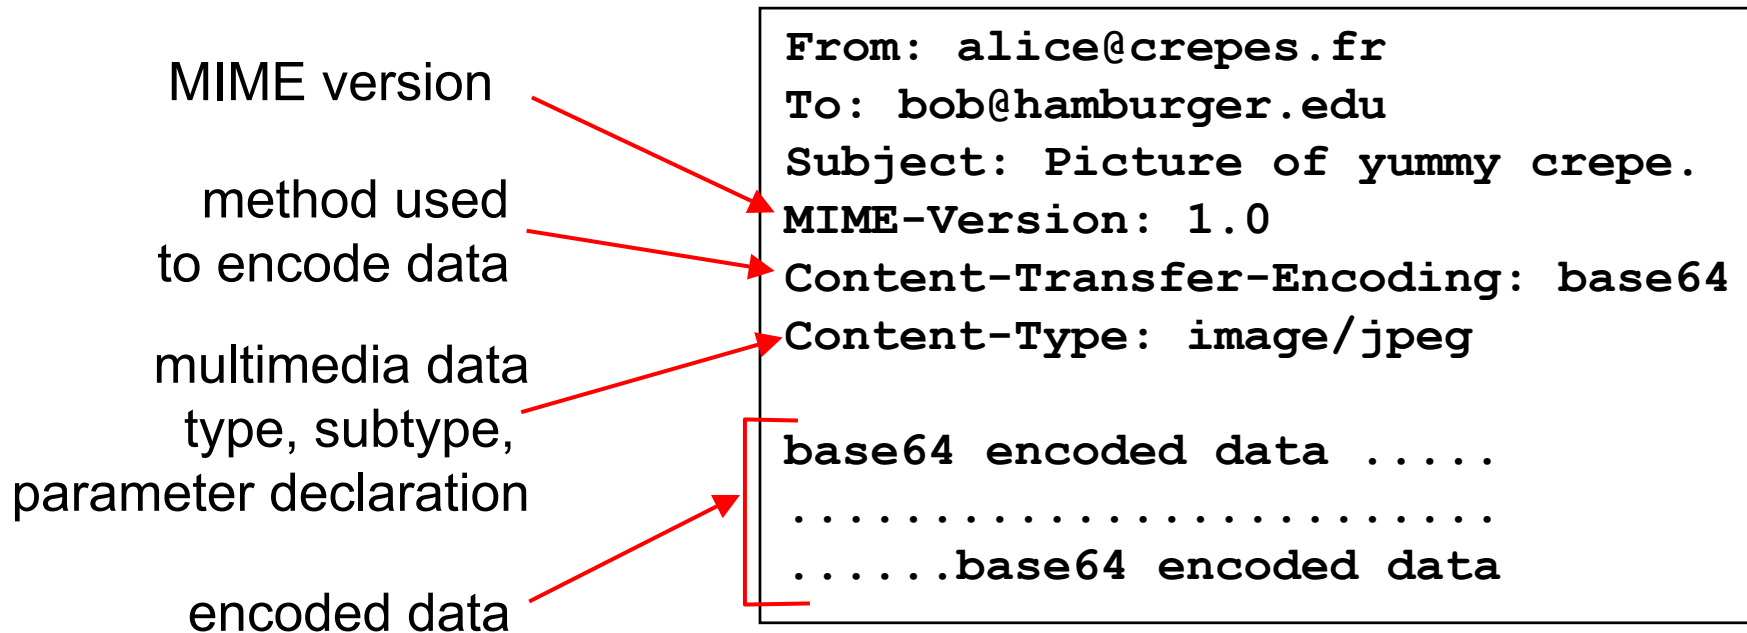 MIME version
method used
to encode data
multimedia data
type, subtype,
parameter declaration
encoded data
From: alice@crepes.fr
To: bob@hamburger.edu
Subject: Picture of yummy crepe.
MIME-Version: 1.0
Content-Transfer-Encoding: base64
Content-Type: image/jpeg
base64 encoded data .....
.........................
......base64 encoded data